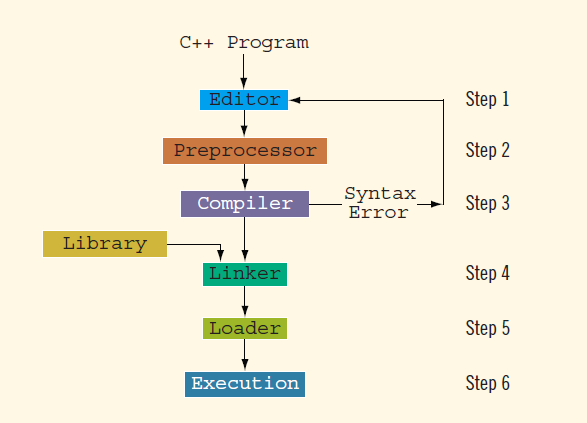 C++ Program
Editor
Step 1
Preprocessor
Step 2
Compiler
Syntax
Error
Step 3
Library
Linker
Step 4
Loader
Step 5
Execution
Step 6